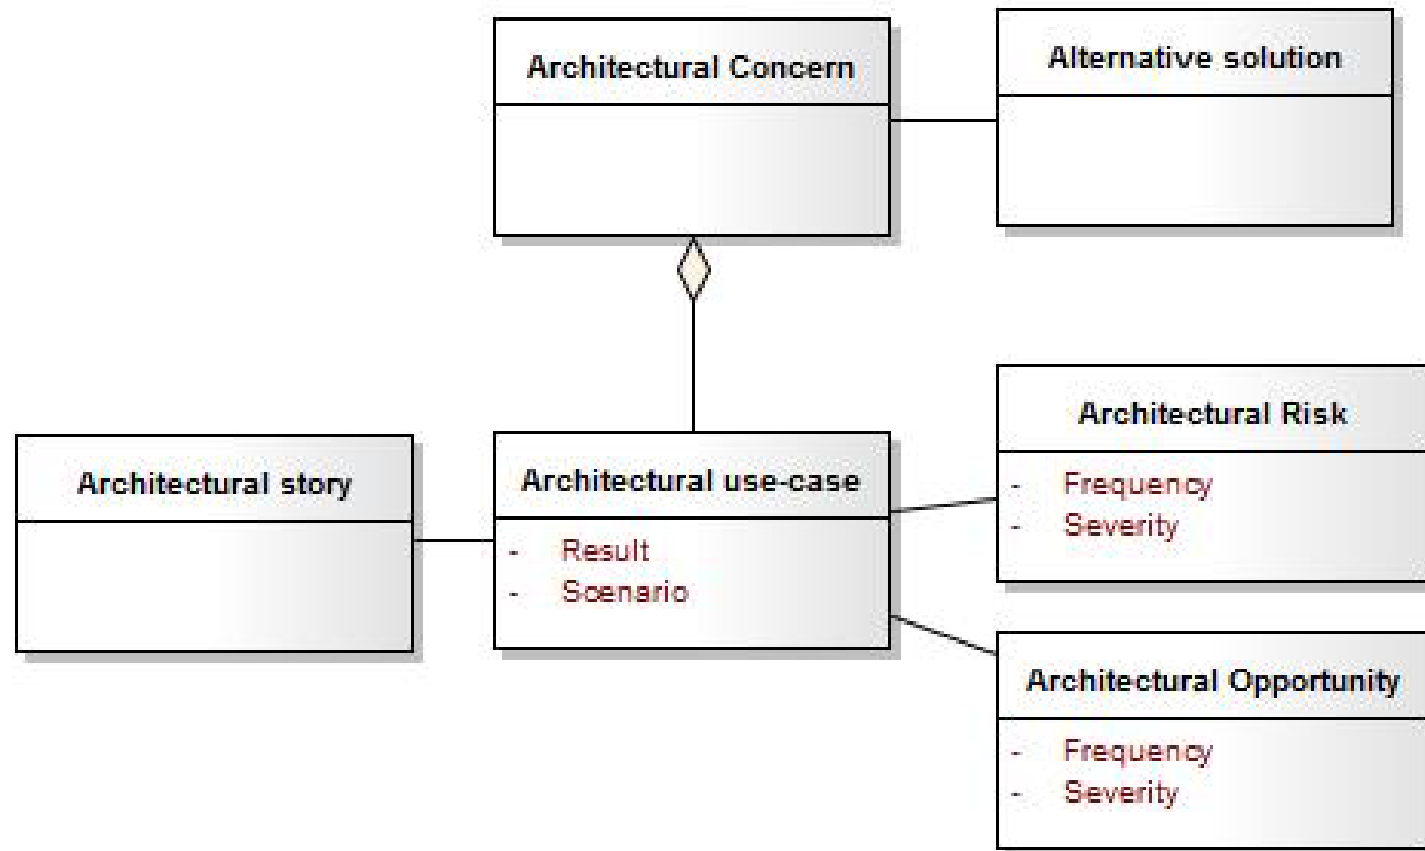 Architectural Concern
Alternative solution
Architectural story
Architectural use-case
- Result
- Scenario
Architectural Risk
- Frequency
- Severity
Architectural Opportunity
- Frequency
- Severity